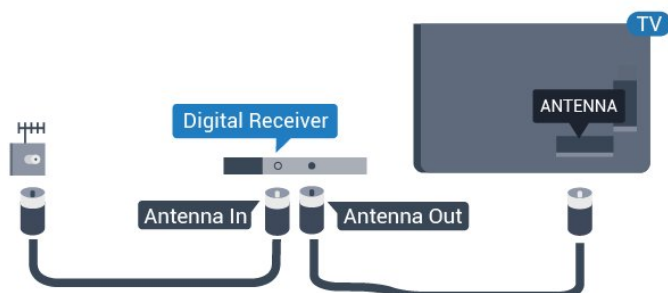 TV
ANTENNA
Digital Receiver
Antenna In
Antenna Out